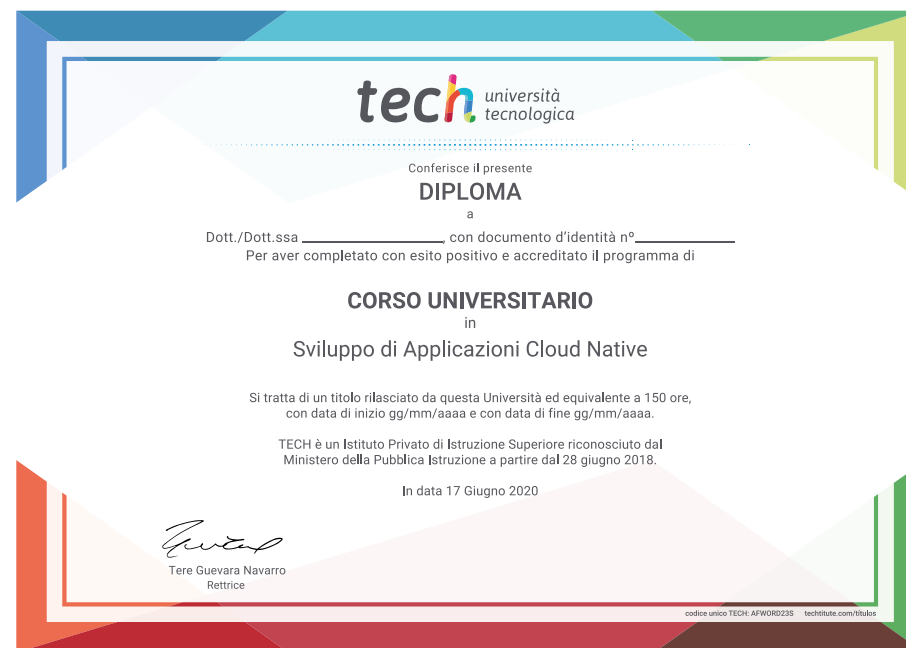 tech università
tecnologica
Conferisce il presente
DIPLOMA
a
Dott./Dott.ssa ____________________, con documento d'identità nº______________
Per aver completato con esito positivo e accreditato il programma di
CORSO UNIVERSITARIO
in
Sviluppo di Applicazioni Cloud Native
Si tratta di un titolo rilasciato da questa Università ed equivalente a 150 ore,
con data di inizio gg/mm/aaaa e con data di fine gg/mm/aaaa.
TECH è un Istituto Privato di Istruzione Superiore riconosciuto dal
Ministero della Pubblica Istruzione a partire dal 28 giugno 2018.
In data 17 Giugno 2020
Tere Guevara Navarro
Rettrice
codice unico TECH: AFWORD23S techtitute.com/títulos